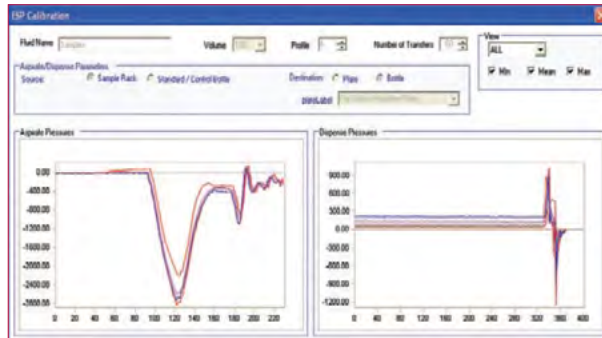 ESP Calibration
Fluid Name Samples Volume 100 Profile Number of Transfers View
ALL
Min Mean Max
Aspirate/Dispense Parameters
Source: Sample Rack Standard / Control Bottle Destination: Plate Bottle
plateLabel
Aspirate Pressures
0.00
-400.00
-800.00
-1200.00
-1600.00
-2000.00
-2400.00
0 20 40 60 80 100 120 140 160 180 200 220
Dispense Pressures
900.00
600.00
300.00
0.00
-300.00
-600.00
-900.00
-1200.00
0 40 80 120 160 200 240 280 320 360 400